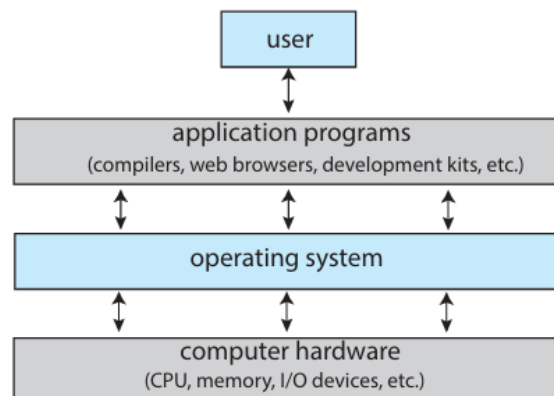 user
application programs
(compilers, web browsers, development kits, etc.)
operating system
computer hardware
(CPU, memory, I/O devices, etc.)